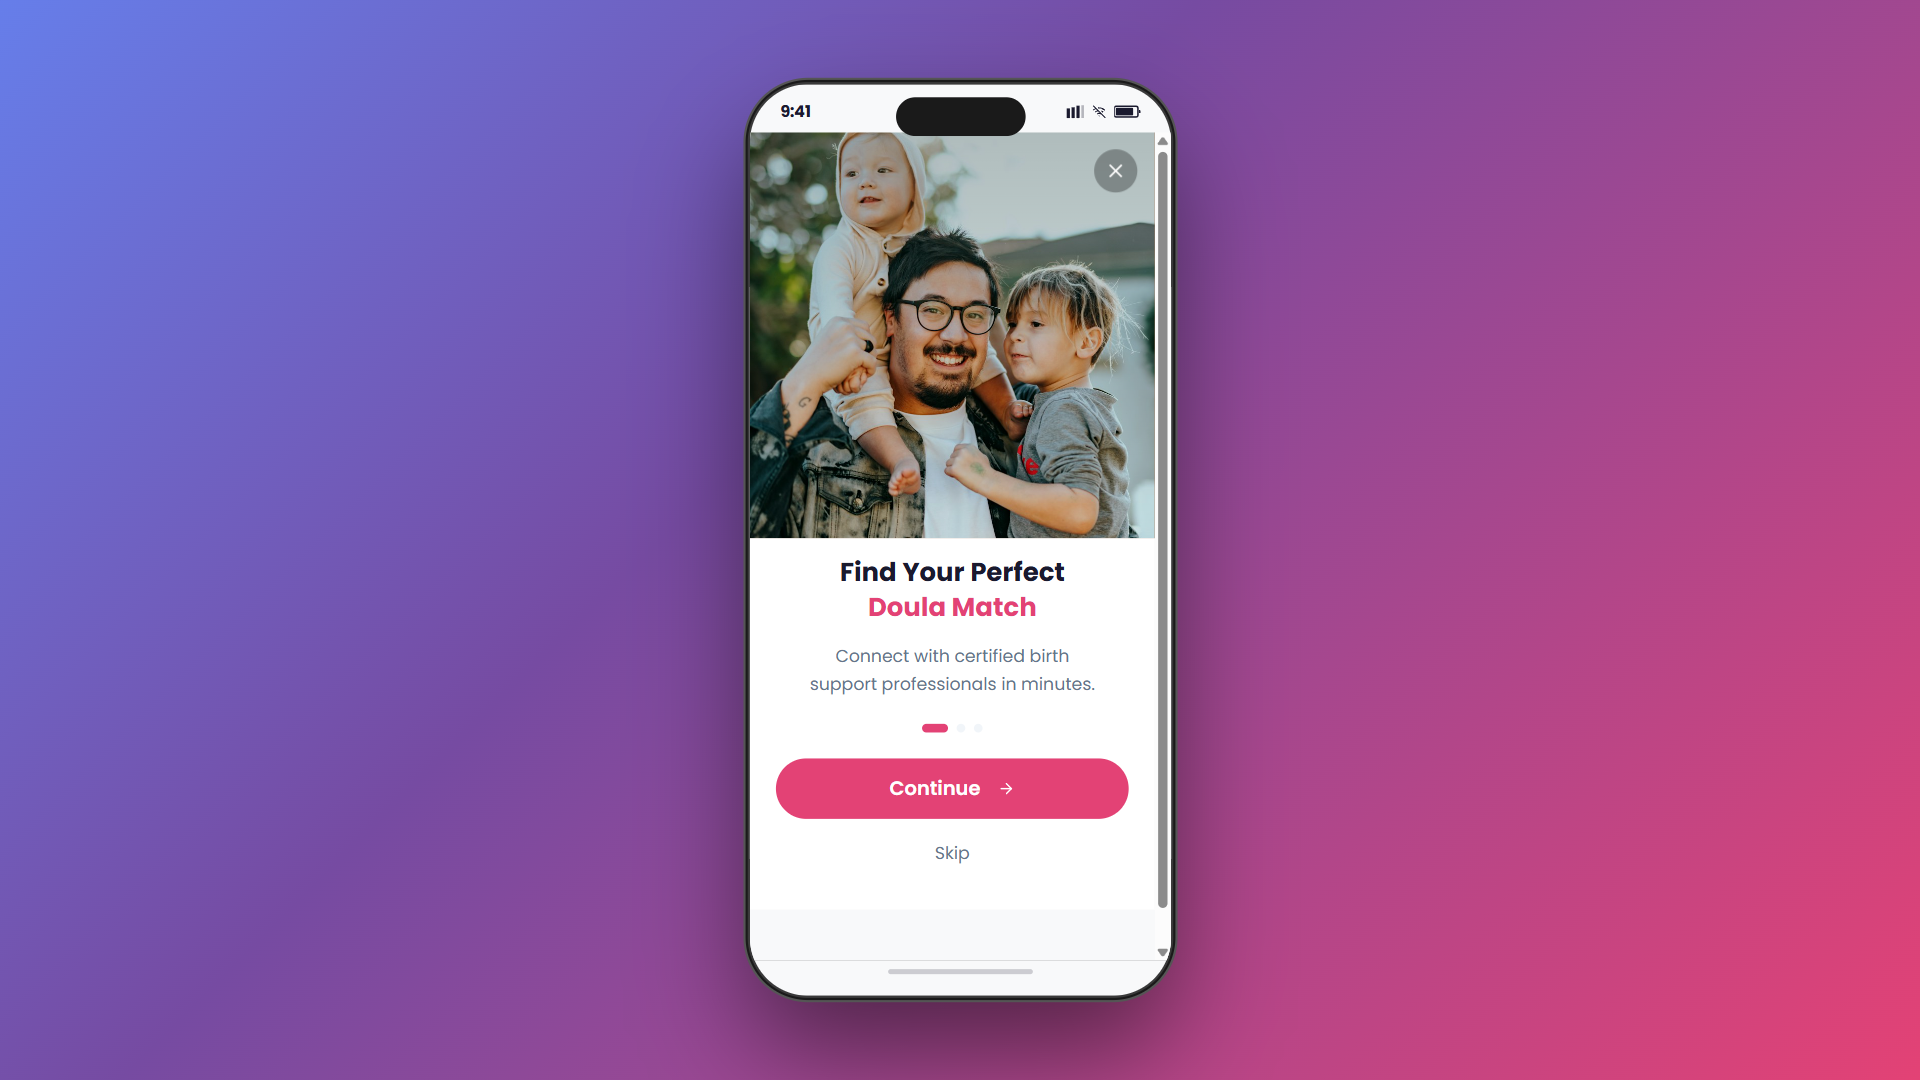 9:41
Find Your Perfect
Doula Match
Connect with certified birth
support professionals in minutes.
Continue
Skip